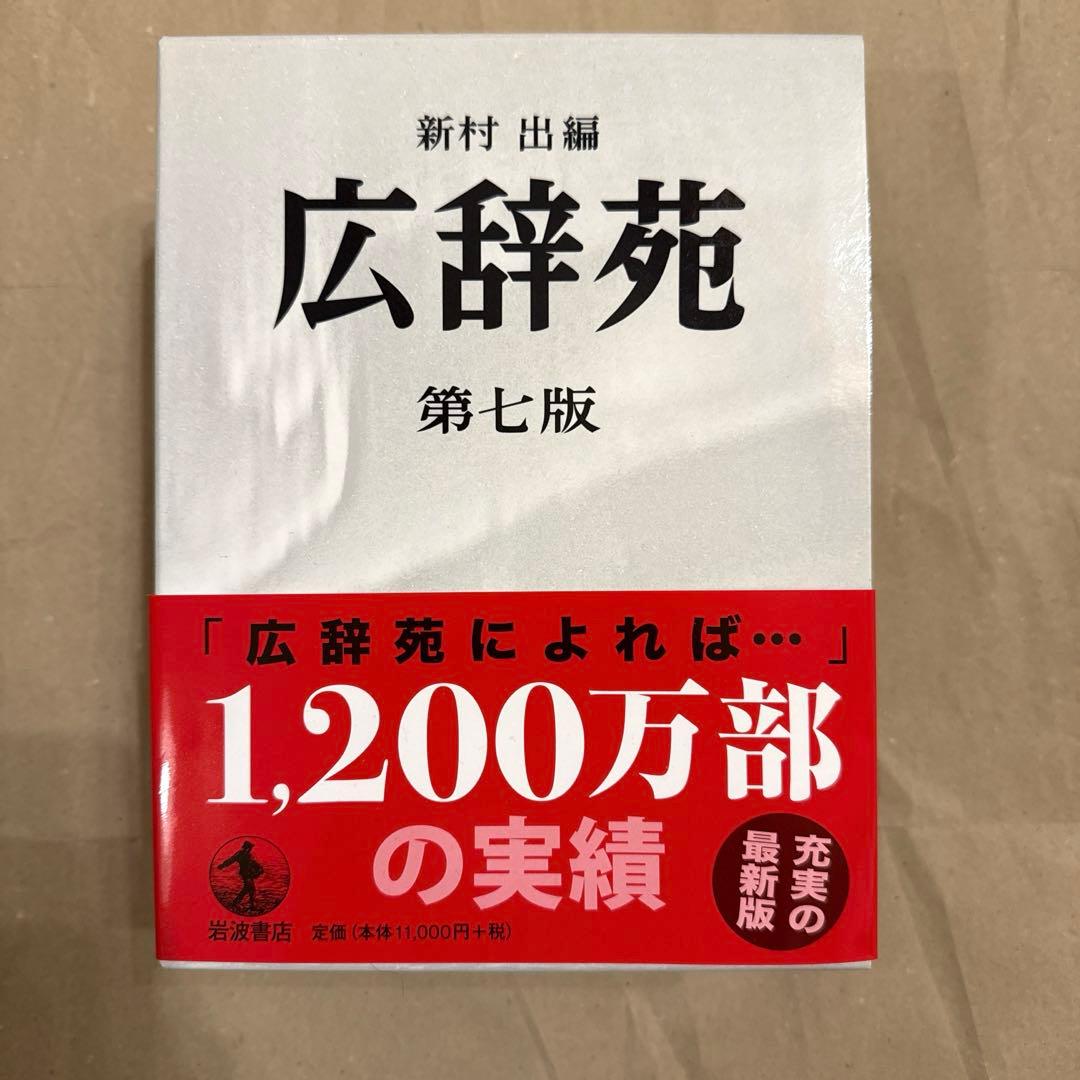 新村 出編
広辞苑
第七版
「広辞苑によれば…」
1,200万部
の実績
充実の
最新版
岩波書店
定価(本体11,000円+税)